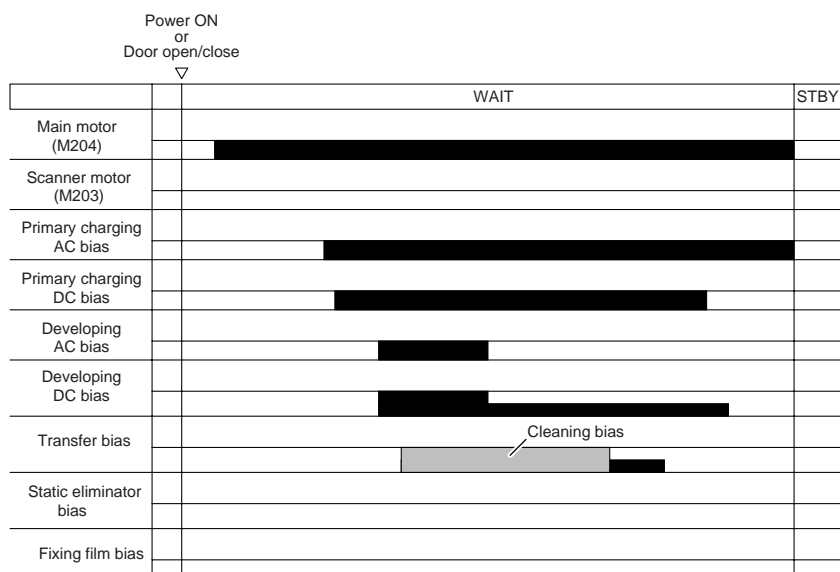 Power ON
or
Door open/close
WAIT
STBY
Main motor
(M204)
Scanner motor
(M203)
Primary charging
AC bias
Primary charging
DC bias
Developing
AC bias
Developing
DC bias
Transfer bias
Cleaning bias
Static eliminator
bias
Fixing film bias